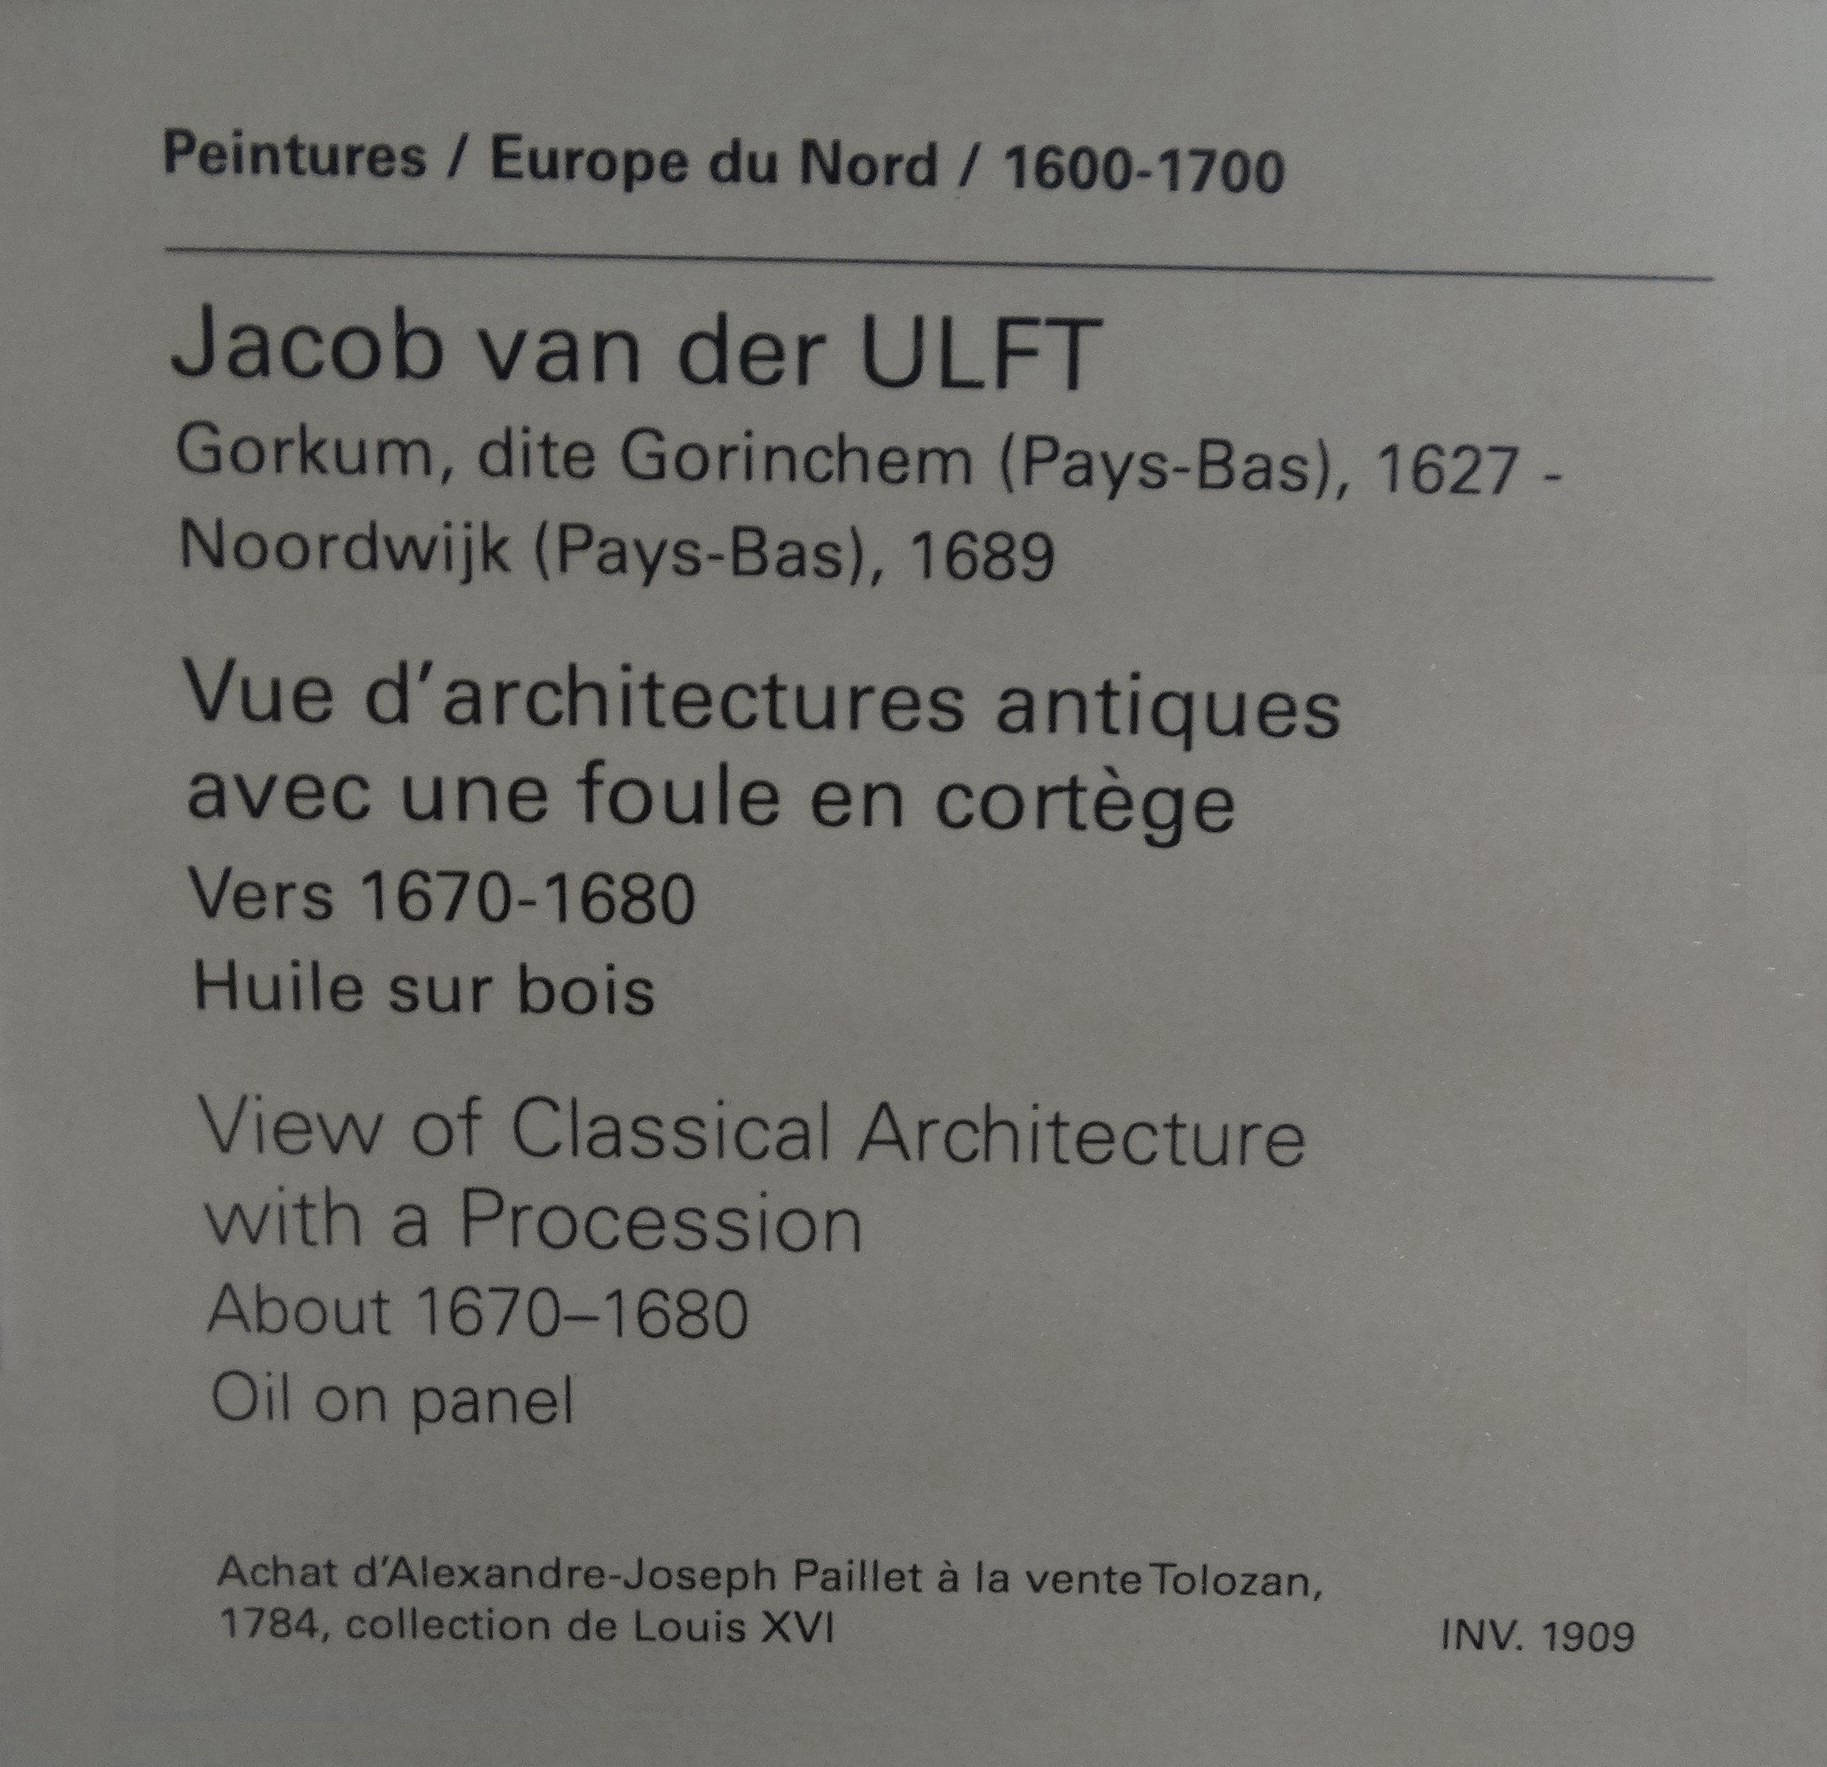 Peintures / Europe du Nord / 1600-1700
Jacob van der ULFT
Gorkum, dite Gorinchem (Pays-Bas), 1627 -
Noordwijk (Pays-Bas), 1689
Vue d’architectures antiques
avec une foule en cortège
Vers 1670-1680
Huile sur bois
View of Classical Architecture
with a Procession
About 1670–1680
Oil on panel
Achat d’Alexandre-Joseph Paillet à la vente Tolozan,
1784, collection de Louis XVI
INV. 1909